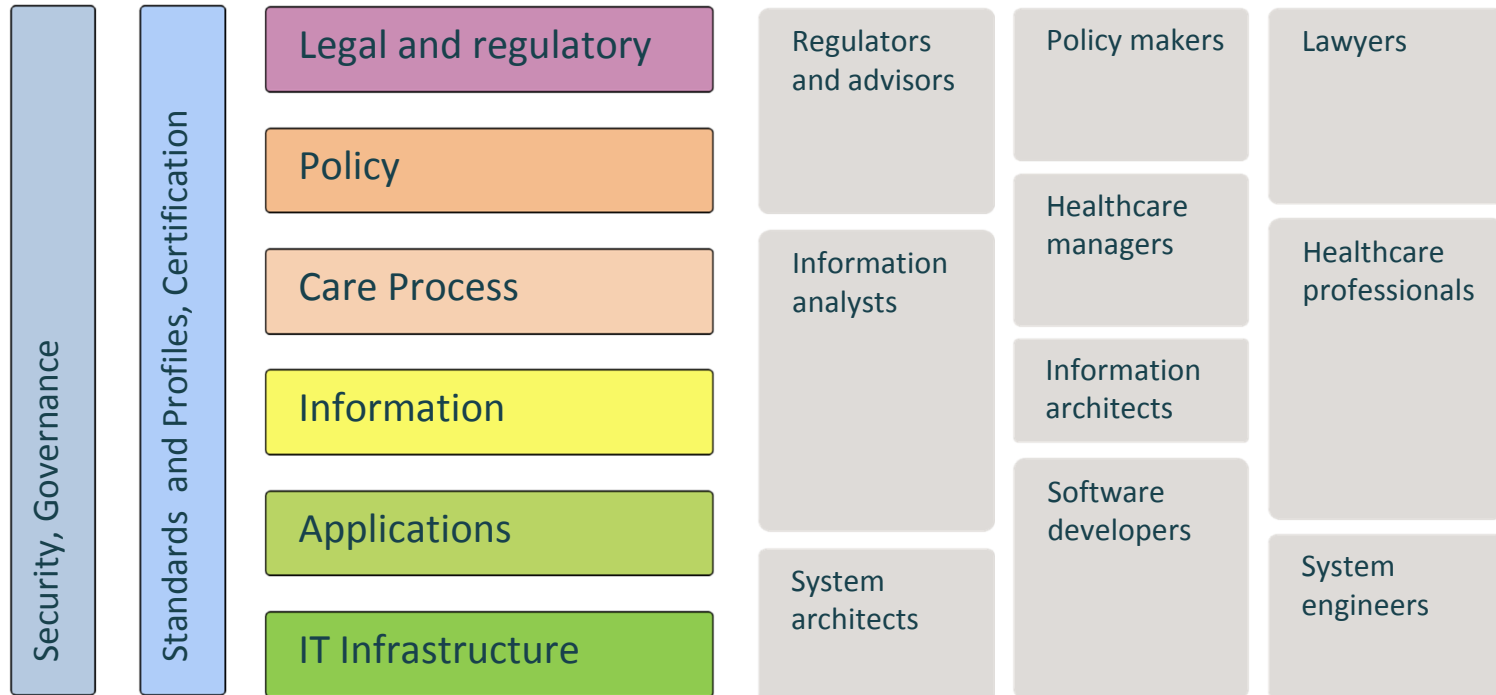 Security, Governance
Standards and Profiles, Certification
Legal and regulatory
Policy
Care Process
Information
Applications
IT Infrastructure
Regulators
and advisors
Information
analysts
System
architects
Policy makers
Healthcare
managers
Information
architects
Software
developers
Lawyers
Healthcare
professionals
System
engineers